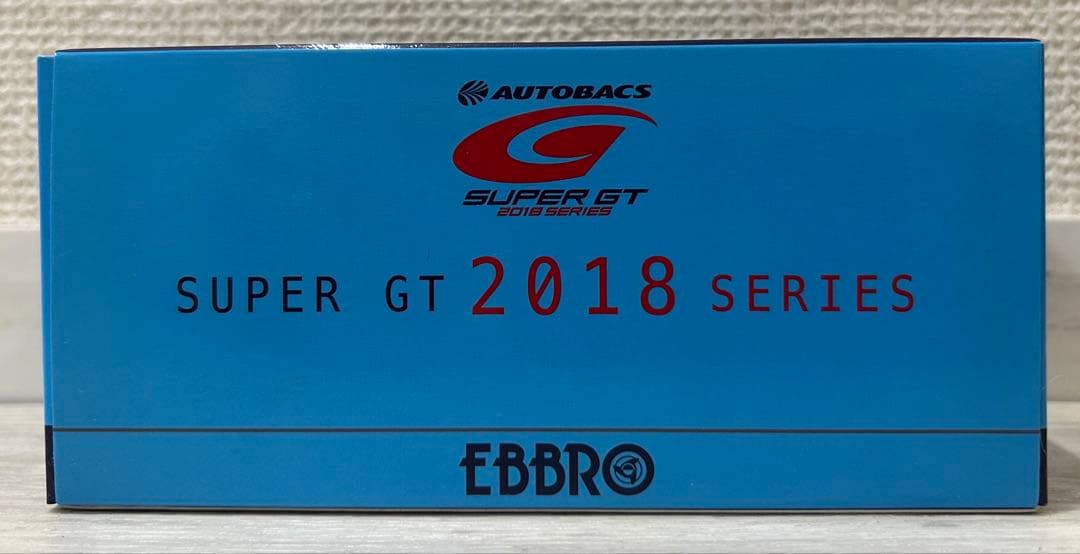 AUTOBACS
SUPER GT
2018 SERIES
SUPER GT 2018 SERIES
EBBRO